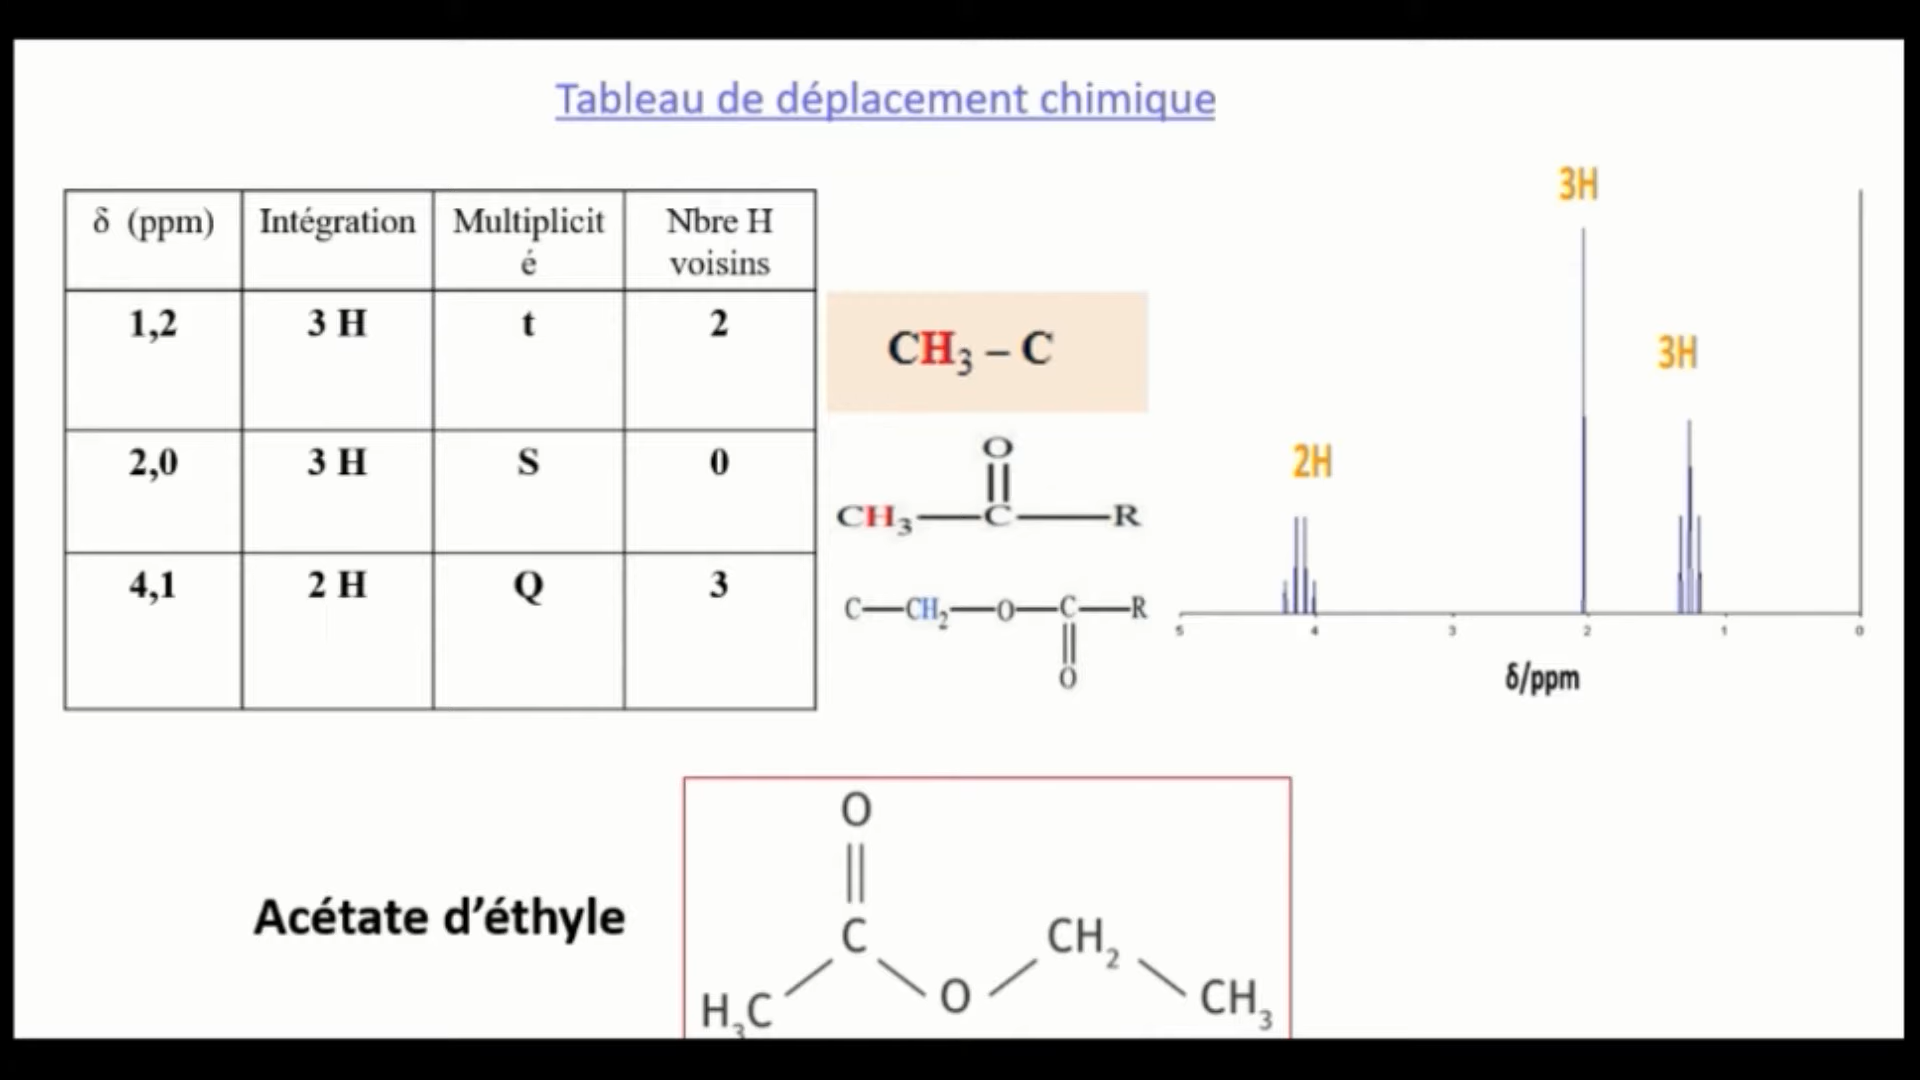 Tableau de déplacement chimique
δ (ppm) Intégration Multiplicit Nbre H
é voisins
1,2 3 H t 2
2,0 3 H S 0
4,1 2 H Q 3
CH₃ – C
O
CH₃ C R
C CH₂ O C R
O
3H
3H
2H
5 4 3 2 1 0
δ/ppm
Acétate d’éthyle
O
C CH₂
H₃C O CH₃